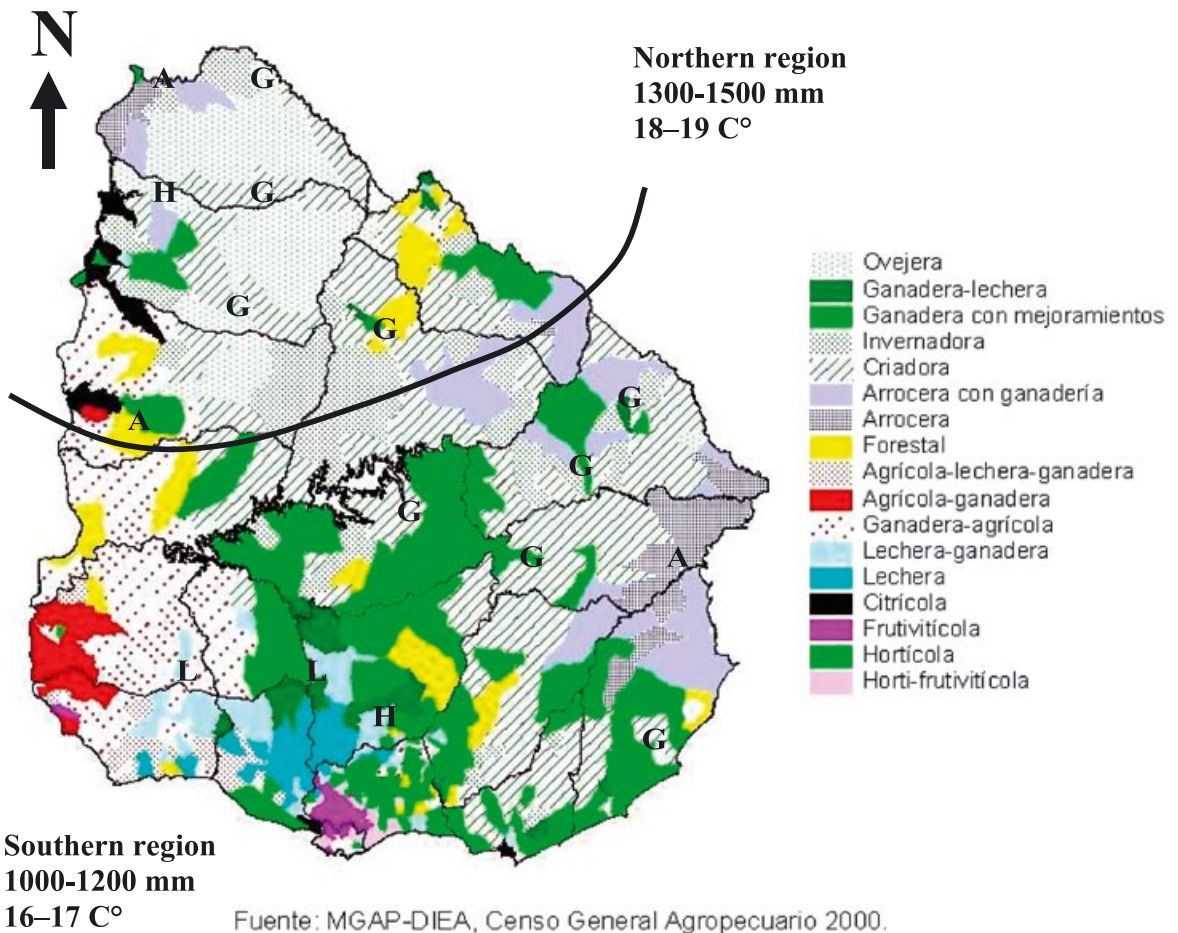 N
Northern region
1300-1500 mm
18–19 C°
A G
H G
G
G
A
G
G
G
G
A
L L
H
G
Ovejera
Ganadera-lechera
Ganadera con mejoramientos
Invernadora
Criadora
Arrocera con ganadería
Arrocera
Forestal
Agrícola-lechera-ganadera
Agrícola-ganadera
Ganadera-agrícola
Lechera-ganadera
Lechera
Citrícola
Frutivitícola
Hortícola
Horti-frutivitícola
Southern region
1000-1200 mm
16–17 C°
Fuente: MGAP-DIEA, Censo General Agropecuario 2000.